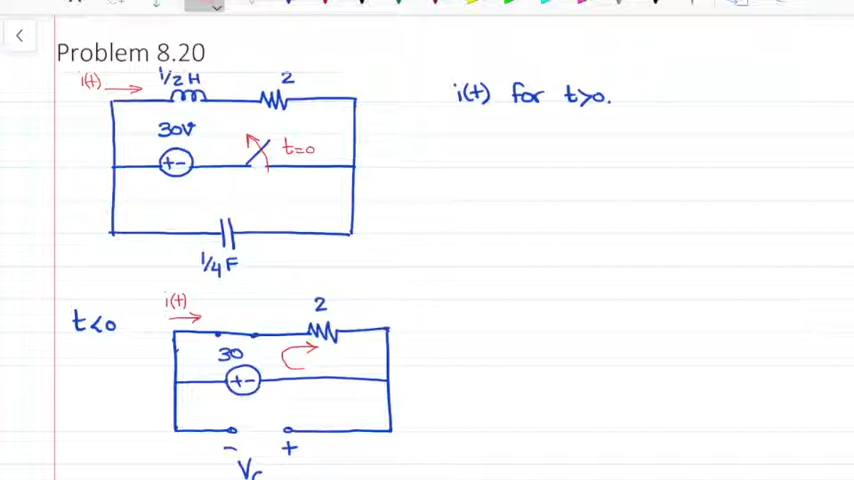 Problem 8.20
i(t) 1/2 H 2
i(t) for t>0.
30V
t=0
1/4 F
t<0
i(t) 2
30
+ -
- +
Vc